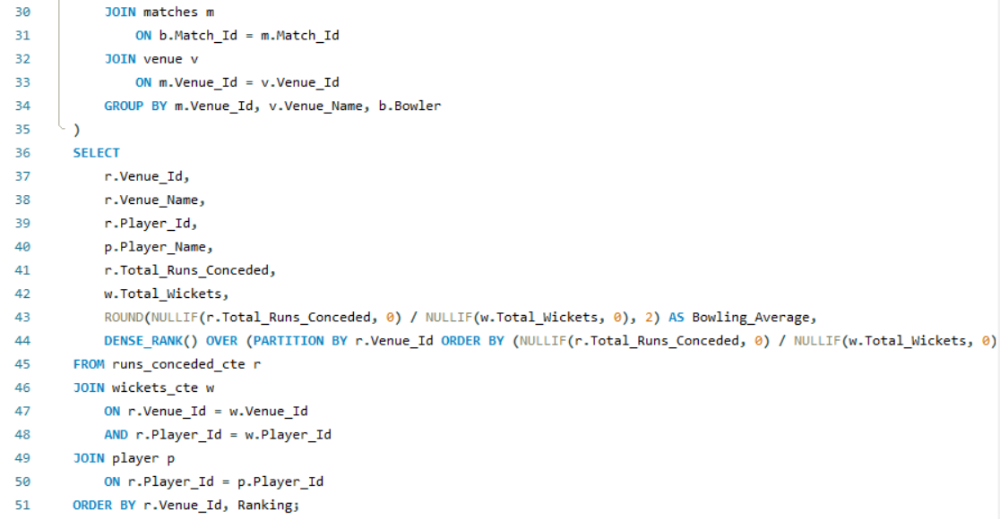 30 JOIN matches m
31 ON b.Match_Id = m.Match_Id
32 JOIN venue v
33 ON m.Venue_Id = v.Venue_Id
34 GROUP BY m.Venue_Id, v.Venue_Name, b.Bowler
35 )
36 SELECT
37 r.Venue_Id,
38 r.Venue_Name,
39 r.Player_Id,
40 p.Player_Name,
41 r.Total_Runs_Conceded,
42 w.Total_Wickets,
43 ROUND(NULLIF(r.Total_Runs_Conceded, 0) / NULLIF(w.Total_Wickets, 0), 2) AS Bowling_Average,
44 DENSE_RANK() OVER (PARTITION BY r.Venue_Id ORDER BY (NULLIF(r.Total_Runs_Conceded, 0) / NULLIF(w.Total_Wickets, 0)
45 FROM runs_conceded_cte r
46 JOIN wickets_cte w
47 ON r.Venue_Id = w.Venue_Id
48 AND r.Player_Id = w.Player_Id
49 JOIN player p
50 ON r.Player_Id = p.Player_Id
51 ORDER BY r.Venue_Id, Ranking;